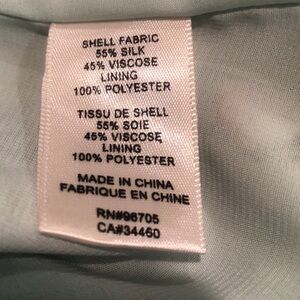 SHELL FABRIC
55% SILK
45% VISCOSE
LINING
100% POLYESTER
TISSU DE SHELL
55% SOIE
45% VISCOSE
LINING
100% POLYESTER
MADE IN CHINA
FABRIQUE EN CHINE
RN#96705
CA#34460